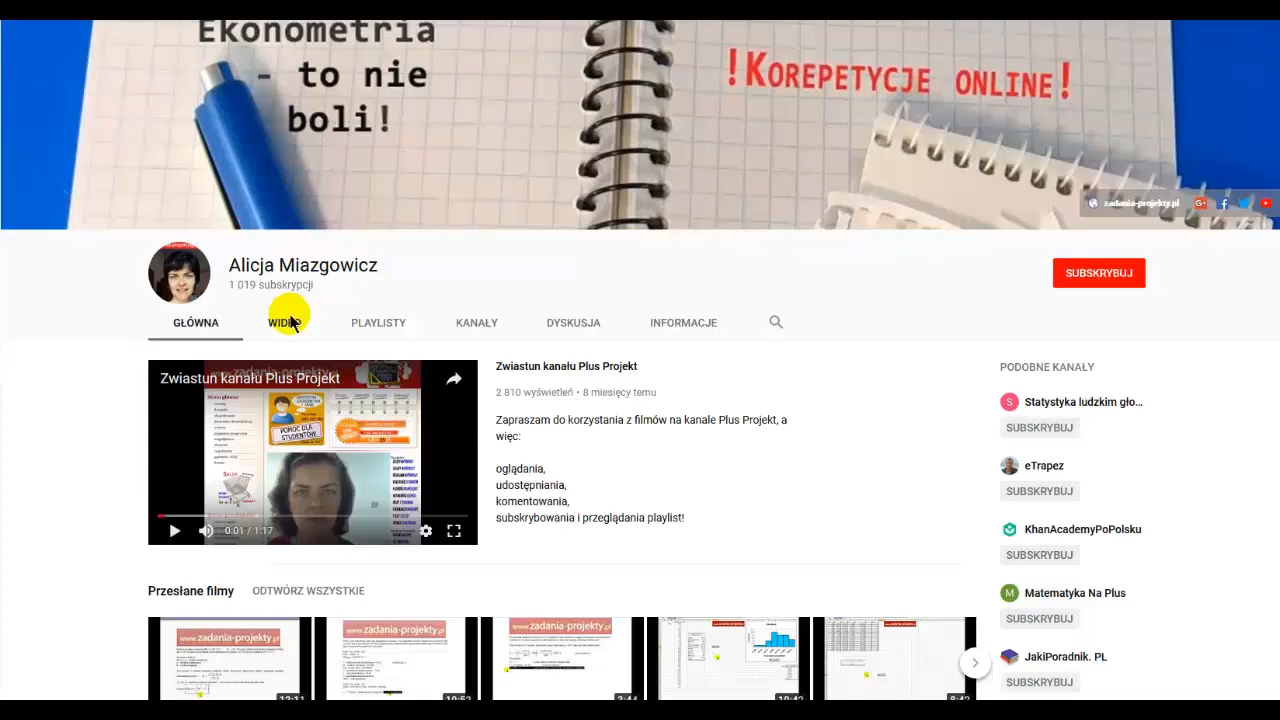 Ekonometria
- to nie
boli!
!KOREPETYCJE ONLINE!
zadania-projekty.pl
Alicja Miazgowicz
1 019 subskrypcji
SUBSKRYBUJ
GŁÓWNA
WIDEO
PLAYLISTY
KANAŁY
DYSKUSJA
INFORMACJE
Zwiastun kanału Plus Projekt
POMOC DLA
STUDENTÓW
0:01 / 1:17
Zwiastun kanału Plus Projekt
2 810 wyświetleń • 8 miesięcy temu
Zapraszam do korzystania z filmów na kanale Plus Projekt, a
więc:
oglądania,
udostępniania,
komentowania,
subskrybowania i przeglądania playlist!
PODOBNE KANAŁY
S
Statystyka ludzkim gło...
SUBSKRYBUJ
eTrapez
SUBSKRYBUJ
KhanAcademyPoPolsku
SUBSKRYBUJ
M
Matematyka Na Plus
SUBSKRYBUJ
JakiPoradnik. PL
SUBSKRYBUJ
Przesłane filmy
ODTWÓRZ WSZYSTKIE
www.zadania-projekty.pl
www.zadania-projekty.pl
www.zadania-projekty.pl